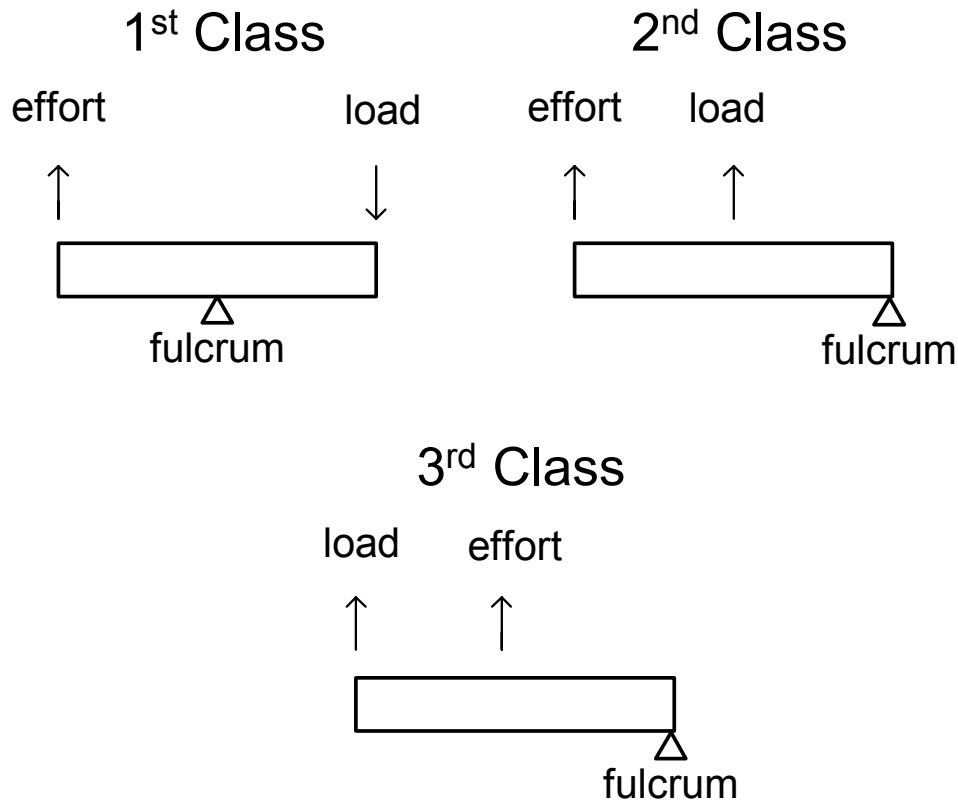 1st Class
effort
load
fulcrum
2nd Class
effort
load
fulcrum
3rd Class
load
effort
fulcrum